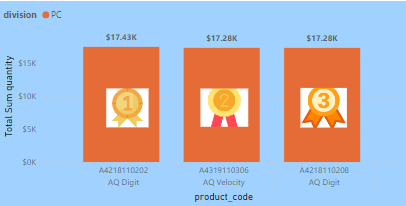 division PC
$17.43K $17.28K $17.28K
Total Sum quantity
$15K
$10K
$5K
$0K
1 2 3
A4218110202 A4319110306 A4218110208
AQ Digit AQ Velocity AQ Digit
product_code